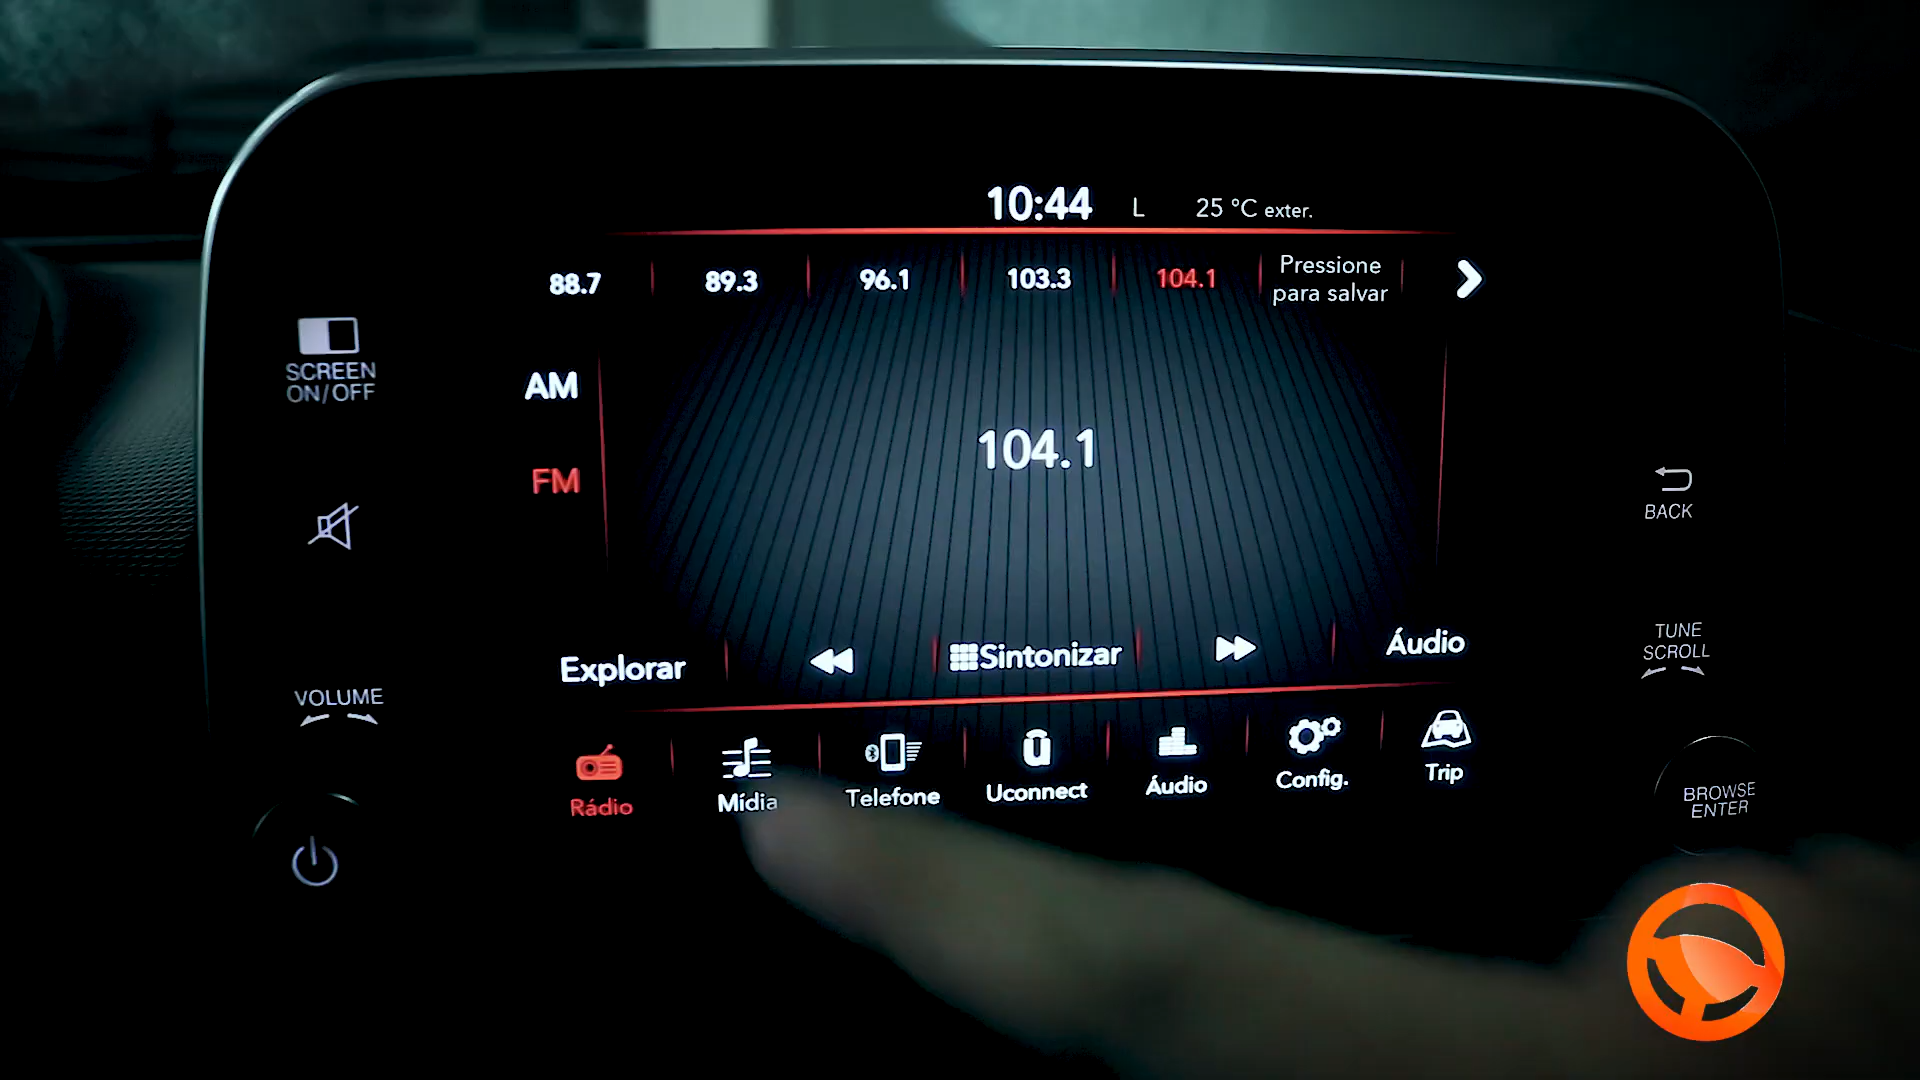 10:44 L 25 °C exter.
88.7 89.3 96.1 103.3 104.1 Pressione
para salvar
SCREEN
ON/OFF
AM
104.1
FM
BACK
TUNE
SCROLL
Explorar Sintonizar Áudio
VOLUME
Rádio Mídia Telefone Uconnect Áudio Config. Trip
BROWSE
ENTER